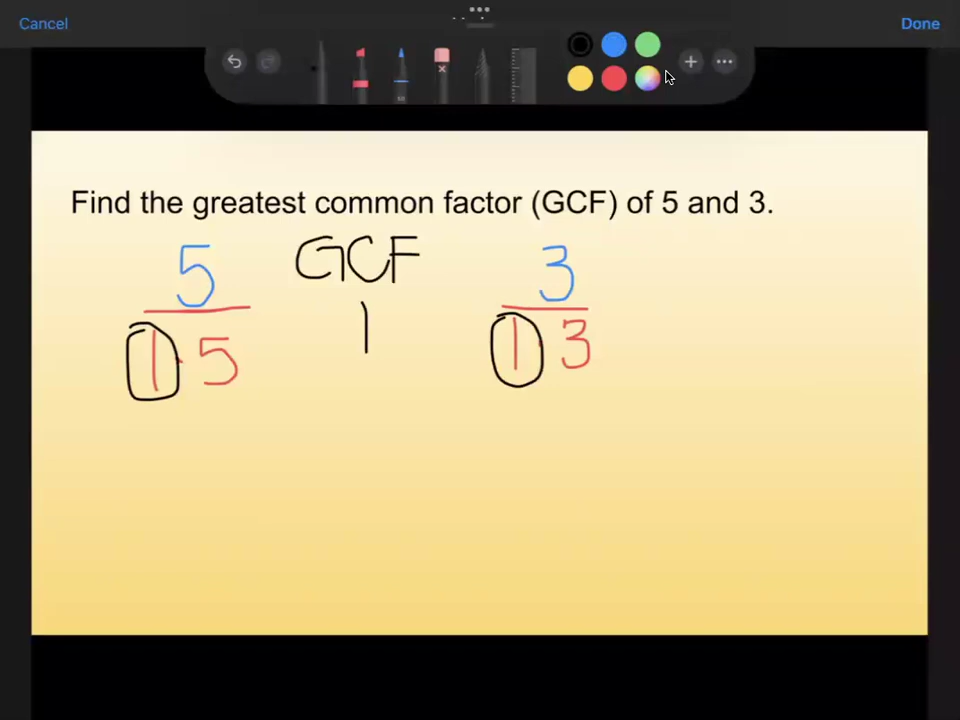 Cancel
Done
Find the greatest common factor (GCF) of 5 and 3.
5 GCF 3
1 · 5 1 1 · 3